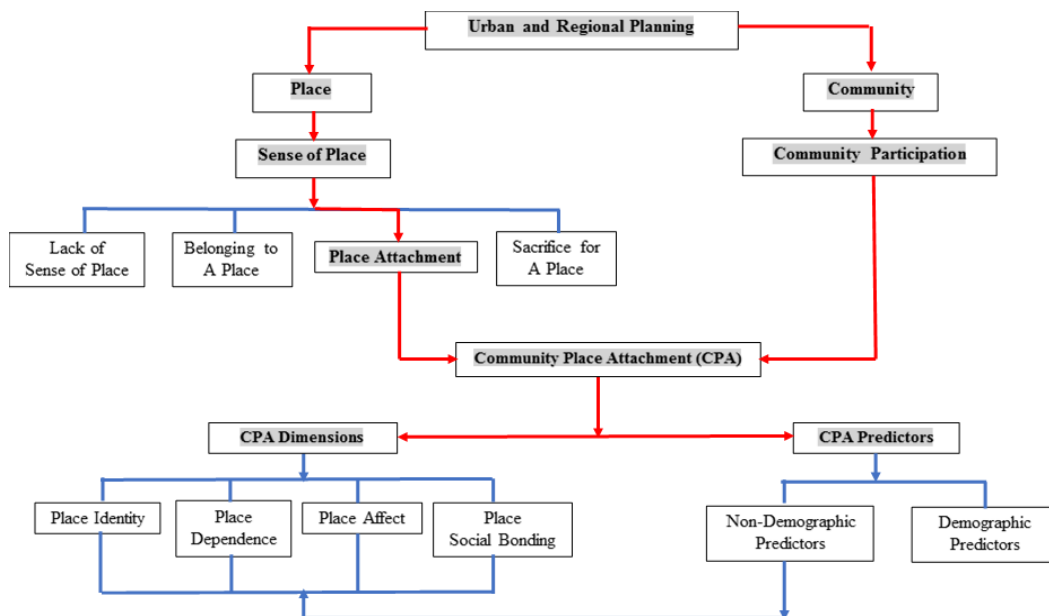 Urban and Regional Planning
Place
Community
Sense of Place
Community Participation
Lack of
Sense of Place
Belonging to
A Place
Place Attachment
Sacrifice for
A Place
Community Place Attachment (CPA)
CPA Dimensions
CPA Predictors
Place Identity
Place
Dependence
Place Affect
Place
Social Bonding
Non-Demographic
Predictors
Demographic
Predictors